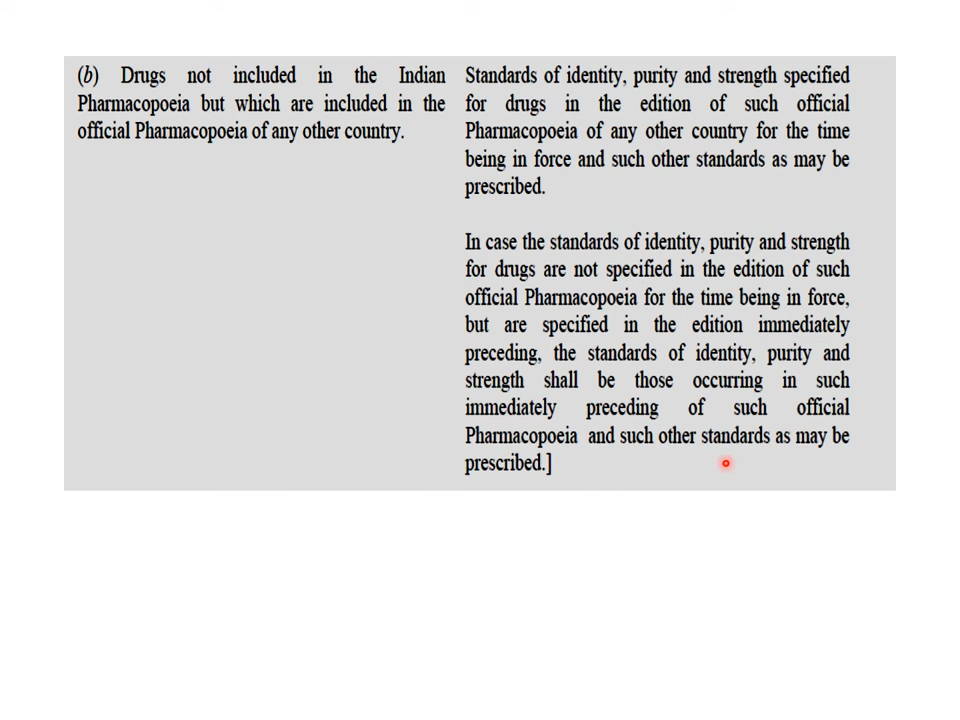 (b) Drugs not included in the Indian
Pharmacopoeia but which are included in the
official Pharmacopoeia of any other country.
Standards of identity, purity and strength specified
for drugs in the edition of such official
Pharmacopoeia of any other country for the time
being in force and such other standards as may be
prescribed.
In case the standards of identity, purity and strength
for drugs are not specified in the edition of such
official Pharmacopoeia for the time being in force,
but are specified in the edition immediately
preceding, the standards of identity, purity and
strength shall be those occurring in such
immediately preceding of such official
Pharmacopoeia and such other standards as may be
prescribed.]